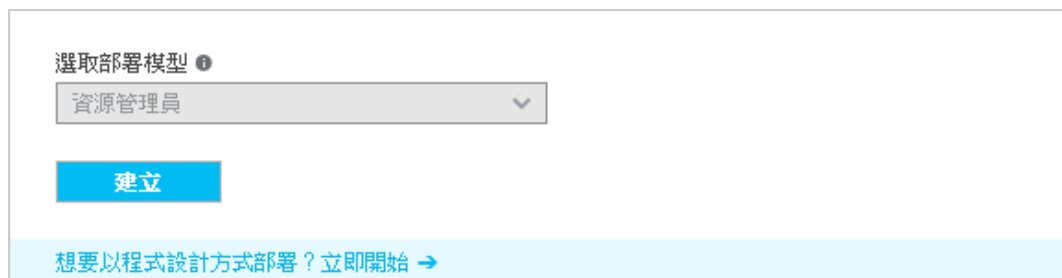 選取部署模型
資源管理員
建立
想要以程式設計方式部署？立即開始 ➔